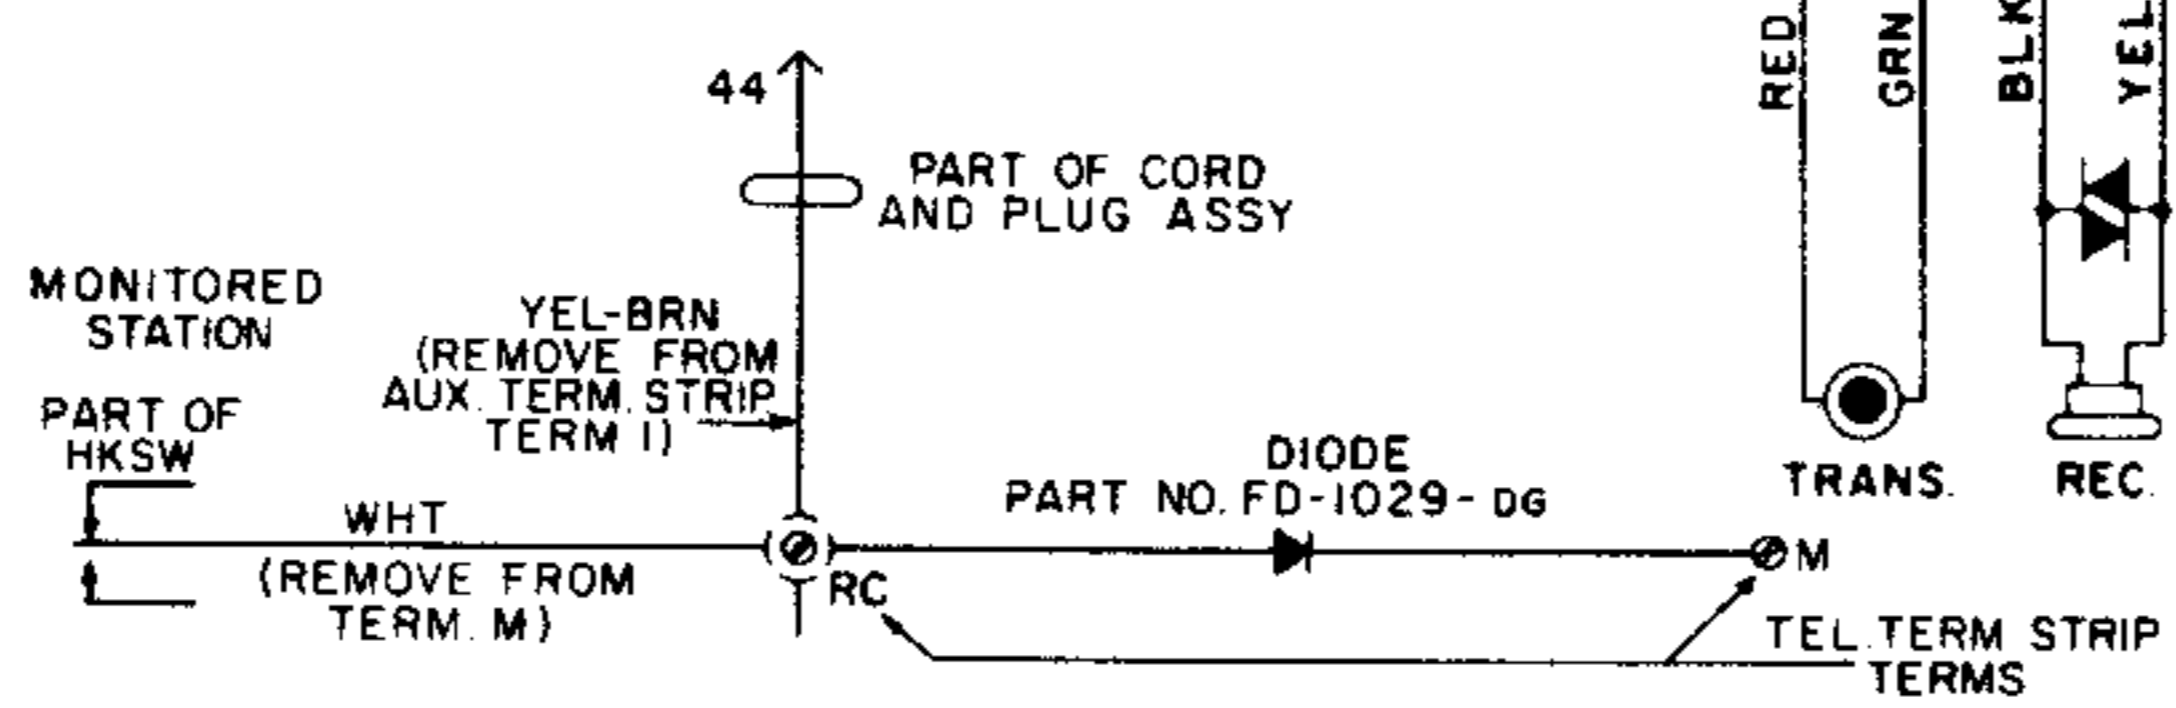 RED
GRN
BLK
YEL
44
PART OF CORD
AND PLUG ASSY
MONITORED
STATION
YEL-BRN
(REMOVE FROM
AUX. TERM. STRIP
TERM 1)
PART OF
HKSW
DIODE
PART NO. FD-1029-DG
TRANS.
REC.
WHT
(REMOVE FROM
TERM. M)
RC
M
TEL. TERM STRIP
TERMS